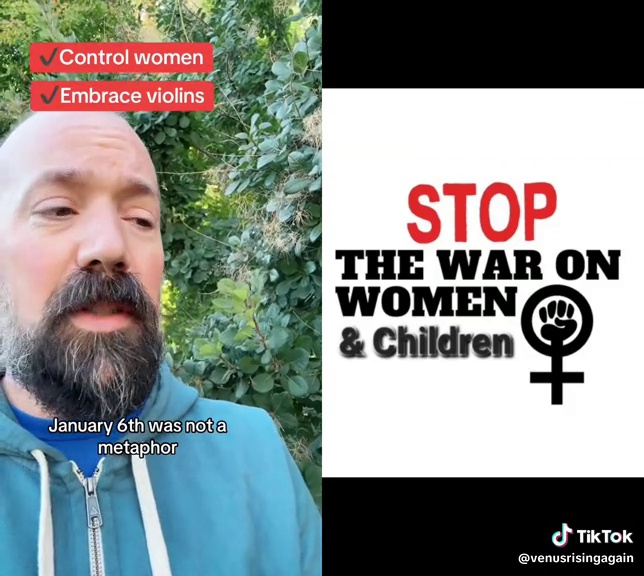 ✔Control women
✔Embrace violins
January 6th was not a
metaphor
STOP
THE WAR ON
WOMEN
& Children
TikTok
@venusrisingagain